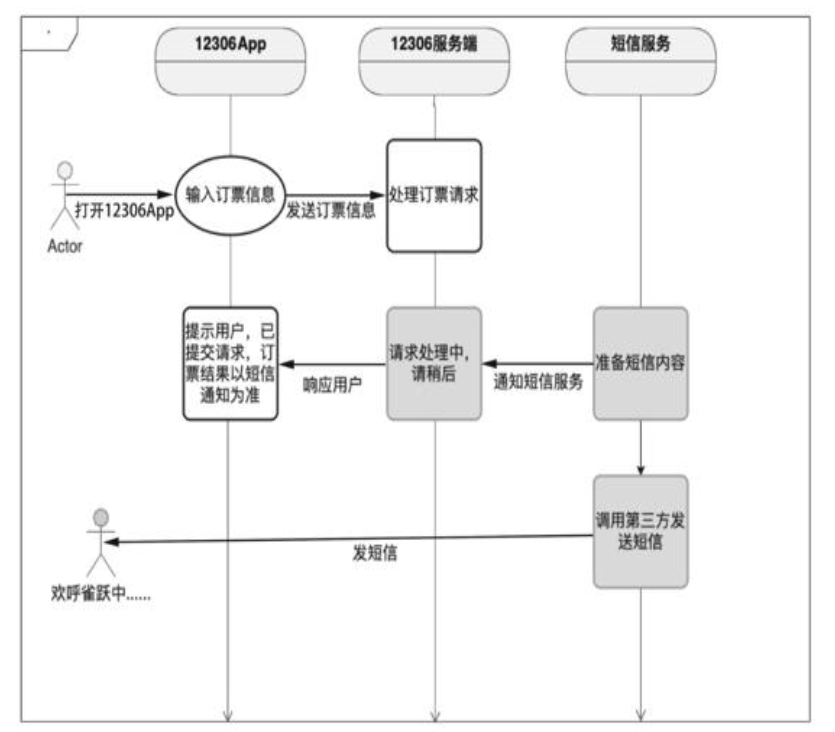 12306App
12306服务端
短信服务
输入订票信息
处理订票请求
打开12306App
发送订票信息
Actor
提示用户，已
提交请求，订
票结果以短信
通知为准
响应用户
请求处理中，
请稍后
通知短信服务
准备短信内容
调用第三方发
送短信
发短信
欢呼雀跃中......